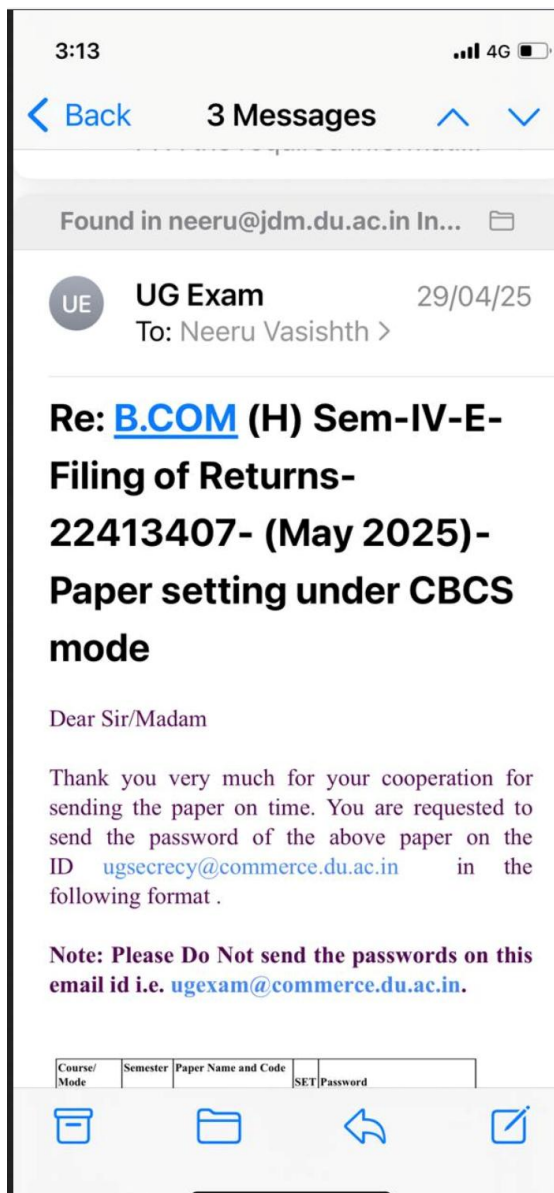 3:13
4G
Back
3 Messages
Found in neeru@jdm.du.ac.in In...
UE
UG Exam
29/04/25
To: Neeru Vasishth >
Re: B.COM (H) Sem-IV-E-
Filing of Returns-
22413407- (May 2025)-
Paper setting under CBCS
mode
Dear Sir/Madam
Thank you very much for your cooperation for
sending the paper on time. You are requested to
send the password of the above paper on the
ID ugsecrecy@commerce.du.ac.in in the
following format .
Note: Please Do Not send the passwords on this
email id i.e. ugexam@commerce.du.ac.in.
Course/ Semester Paper Name and Code
Mode SET Password